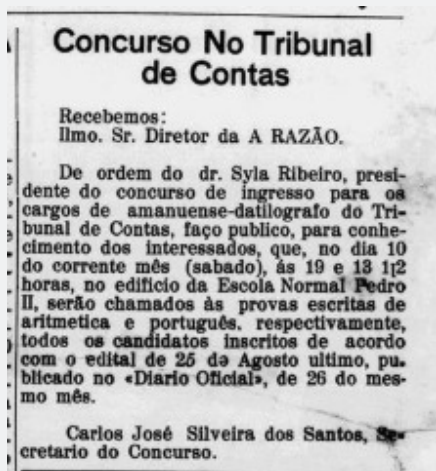 Concurso No Tribunal
de Contas
Recebemos:
Ilmo. Sr. Diretor da A RAZÃO.
De ordem do dr. Syla Ribeiro, presi-
dente do concurso de ingresso para os
cargos de amanuense-datilografo do Tri-
bunal de Contas, faço publico, para conhe-
cimento dos interessados, que, no dia 10
do corrente mês (sabado), ás 19 e 13 1|2
horas, no edificio da Escola Normal Pedro
II, serão chamados às provas escritas de
aritmetica e português. respectivamente,
todos os candidatos inscritos de acordo
com o edital de 25 de Agosto ultimo, pu-
blicado no «Diario Oficial», de 26 do mes-
mo mês.
Carlos José Silveira dos Santos, Se-
cretario do Concurso.